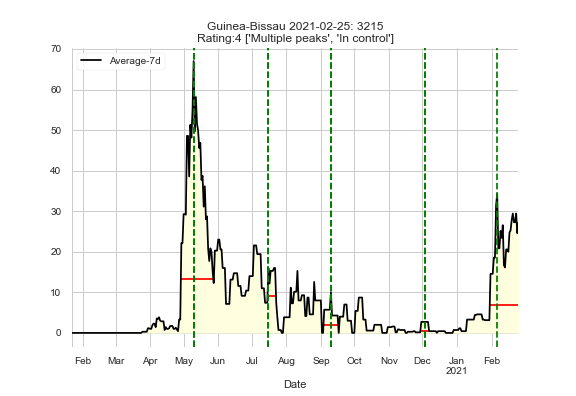 Guinea-Bissau 2021-02-25: 3215
Rating:4 ['Multiple peaks', 'In control']
Average-7d
70
60
50
40
30
20
10
0
Feb Mar Apr May Jun Jul Aug Sep Oct Nov Dec Jan Feb
2021
Date